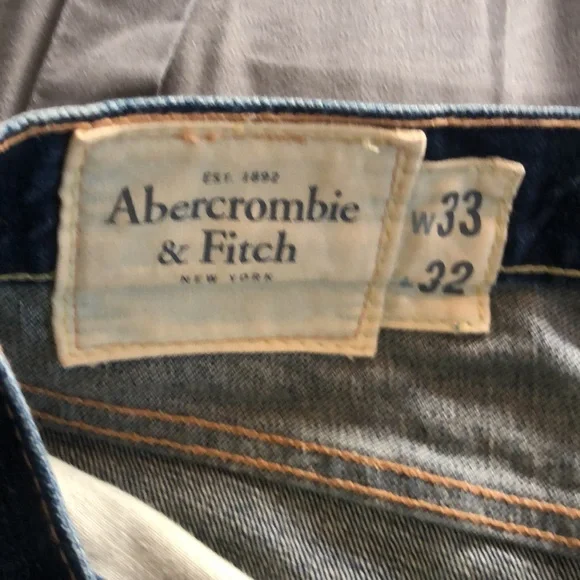 EST. 1892
Abercrombie
& Fitch
NEW YORK
W33
32